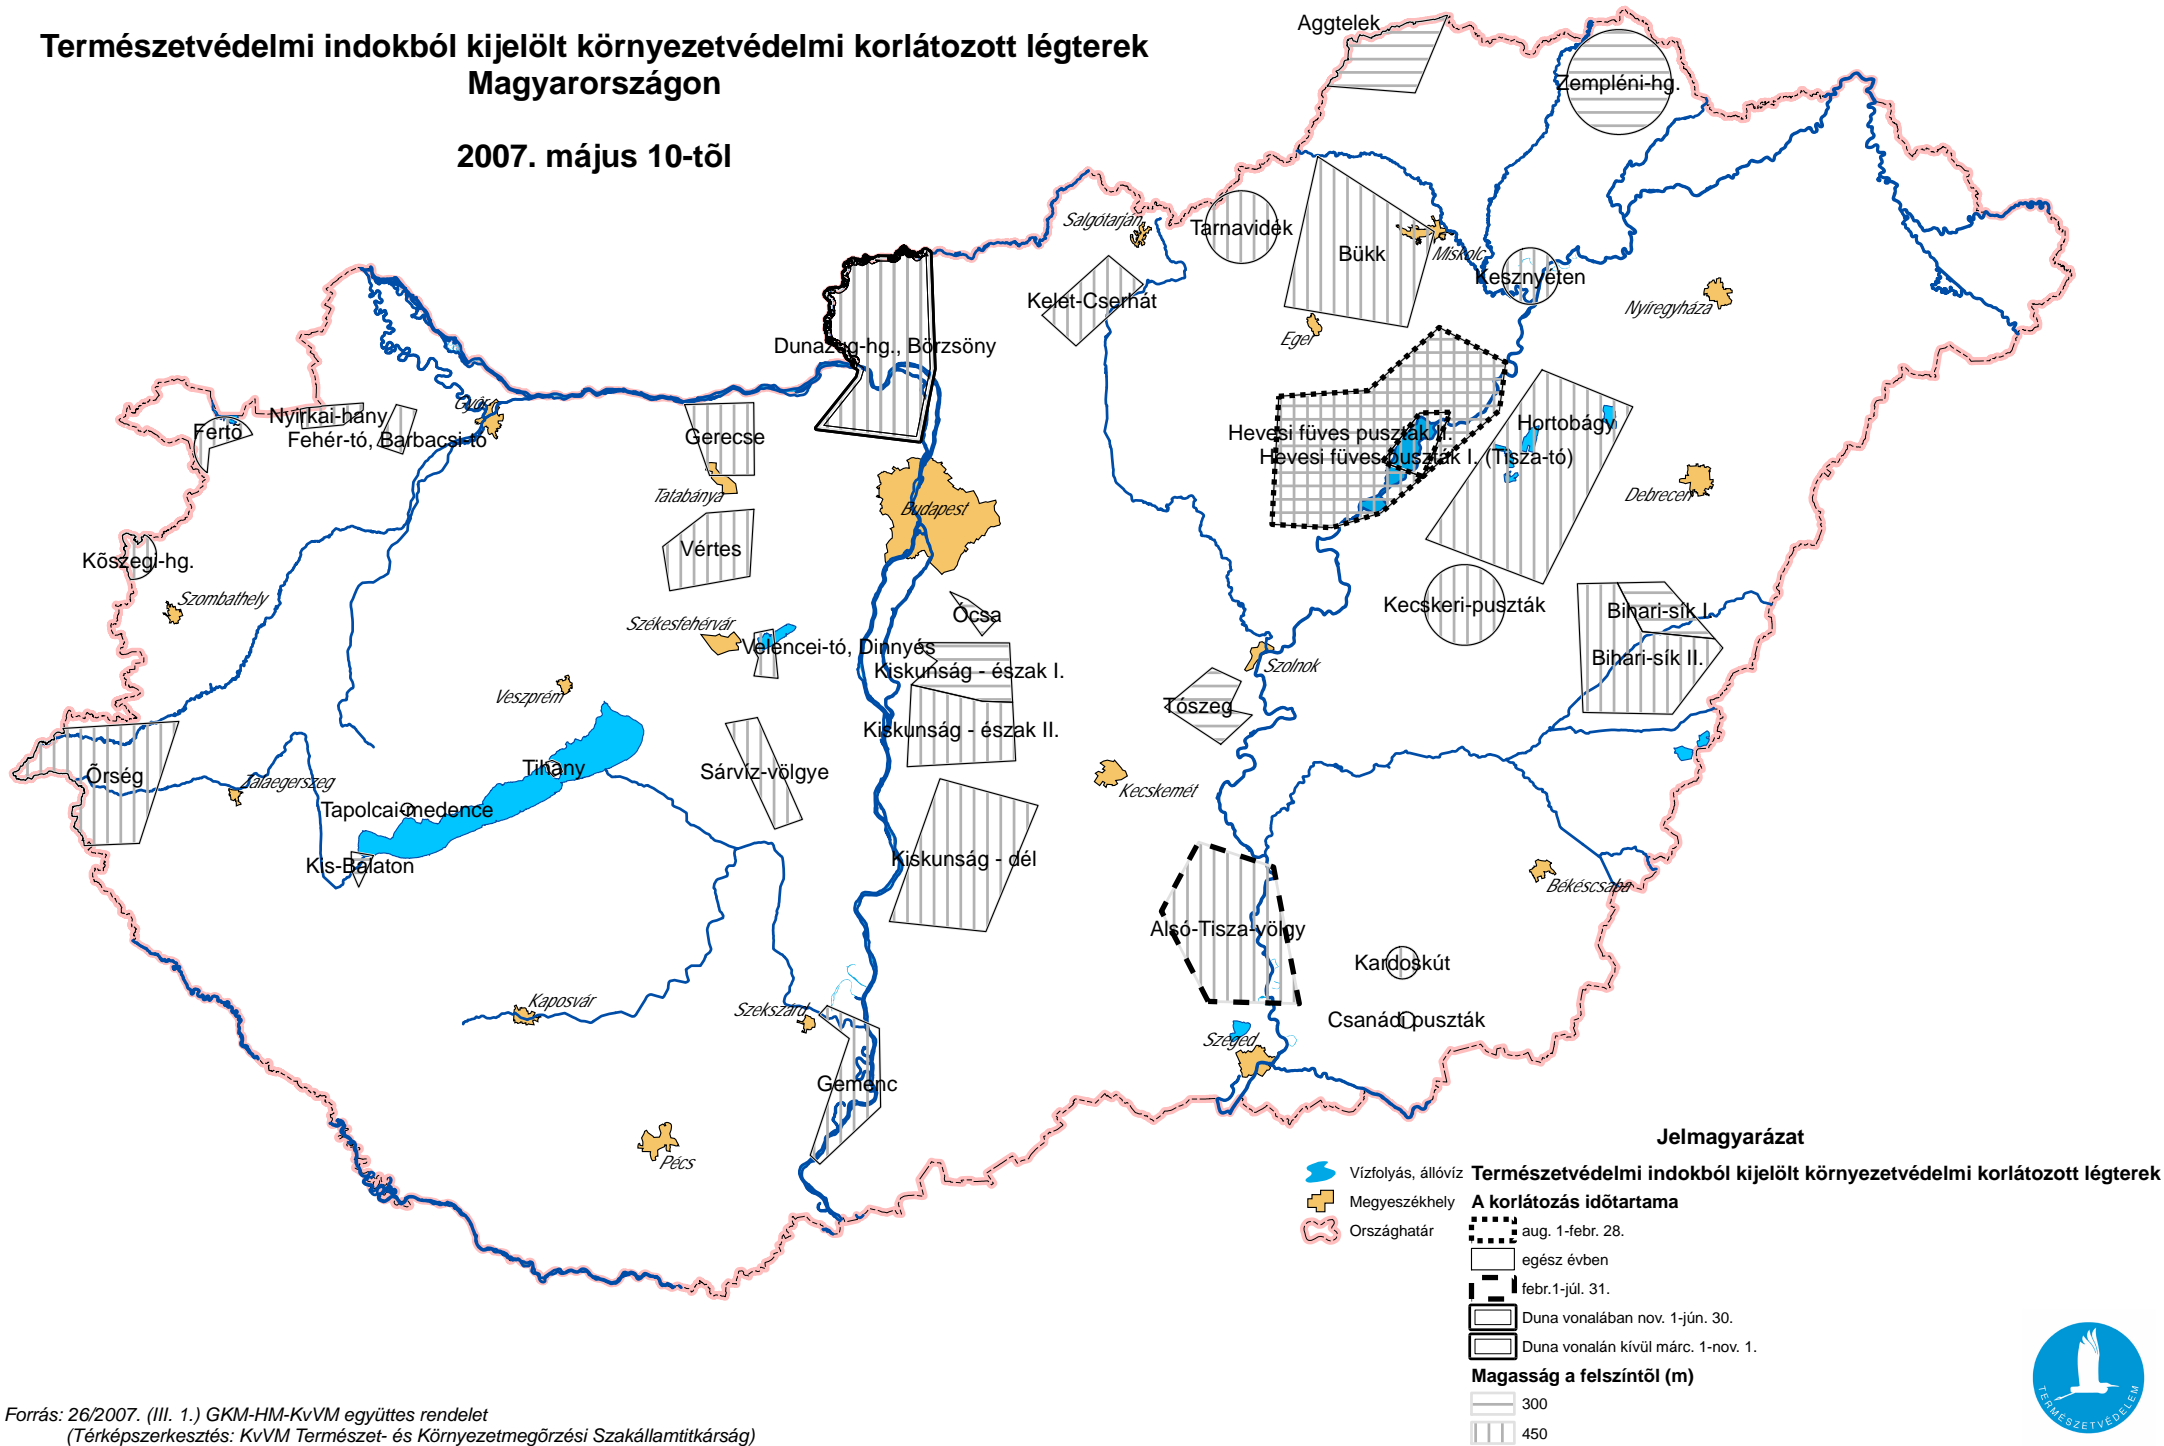 Természetvédelmi indokból kijelölt környezetvédelmi korlátozott légterek
Magyarországon
2007. május 10-tõl
Aggtelek
Zempléni-hg.
Salgótarján
Tarnavidék
Bükk
Miskolc
Kesznyéten
Kelet-Cserhát
Nyíregyháza
Eger
Dunazug-hg., Börzsöny
Nyirkai-hany
Győr
Fertő
Fehér-tó, Barbacsi-tó
Gerecse
Hortobágy
Hevesi füves puszták II.
Hevesi füves puszták I. (Tisza-tó)
Tatabánya
Debrecen
Budapest
Vértes
Kõszegi-hg.
Szombathely
Kecskeri-puszták
Ócsa
Bihari-sík I.
Székesfehérvár
Velencei-tó, Dinnyés
Bihari-sík II.
Kiskunság - észak I.
Szolnok
Veszprém
Tószeg
Kiskunság - észak II.
Õrség
Tihany
Sárvíz-völgye
Zalaegerszeg
Kecskemét
Tapolcai-medence
Kis-Balaton
Kiskunság - dél
Békéscsaba
Alsó-Tisza-völgy
Kardoskút
Kaposvár
Szekszárd
Csanádi puszták
Szeged
Gemenc
Pécs
Jelmagyarázat
Vízfolyás, állóvíz
Megyeszékhely
Országhatár
Természetvédelmi indokból kijelölt környezetvédelmi korlátozott légterek
A korlátozás időtartama
aug. 1-febr. 28.
egész évben
febr.1-júl. 31.
Duna vonalában nov. 1-jún. 30.
Duna vonalán kívül márc. 1-nov. 1.
Magasság a felszíntõl (m)
300
450
TERMÉSZETVÉDELEM
Forrás: 26/2007. (III. 1.) GKM-HM-KvVM együttes rendelet
(Térképszerkesztés: KvVM Természet- és Környezetmegõrzési Szakállamtitkárság)